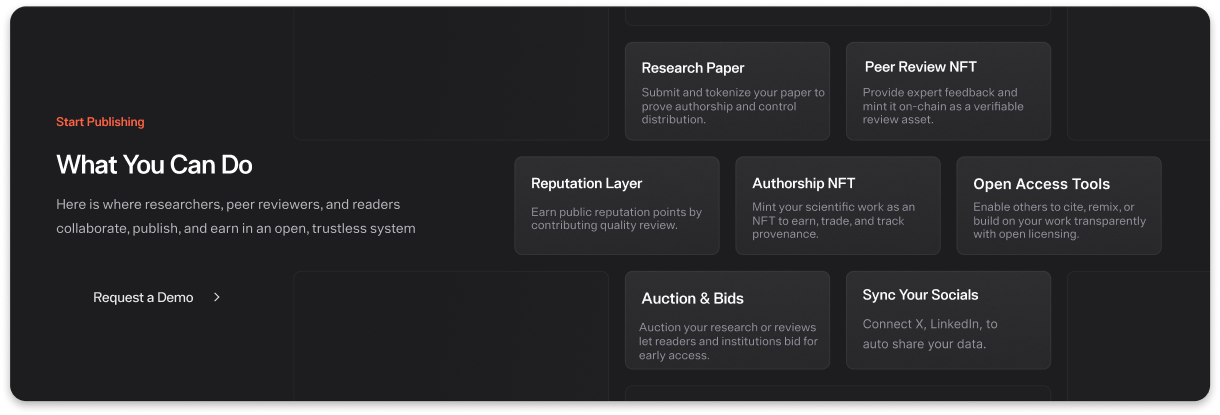 Start Publishing
What You Can Do
Here is where researchers, peer reviewers, and readers
collaborate, publish, and earn in an open, trustless system
Request a Demo
Research Paper
Submit and tokenize your paper to
prove authorship and control
distribution.
Peer Review NFT
Provide expert feedback and
mint it on-chain as a verifiable
review asset.
Reputation Layer
Earn public reputation points by
contributing quality review.
Authorship NFT
Mint your scientific work as an
NFT to earn, trade, and track
provenance.
Open Access Tools
Enable others to cite, remix, or
build on your work transparently
with open licensing.
Auction & Bids
Auction your research or reviews
let readers and institutions bid for
early access.
Sync Your Socials
Connect X, LinkedIn, to
auto share your data.